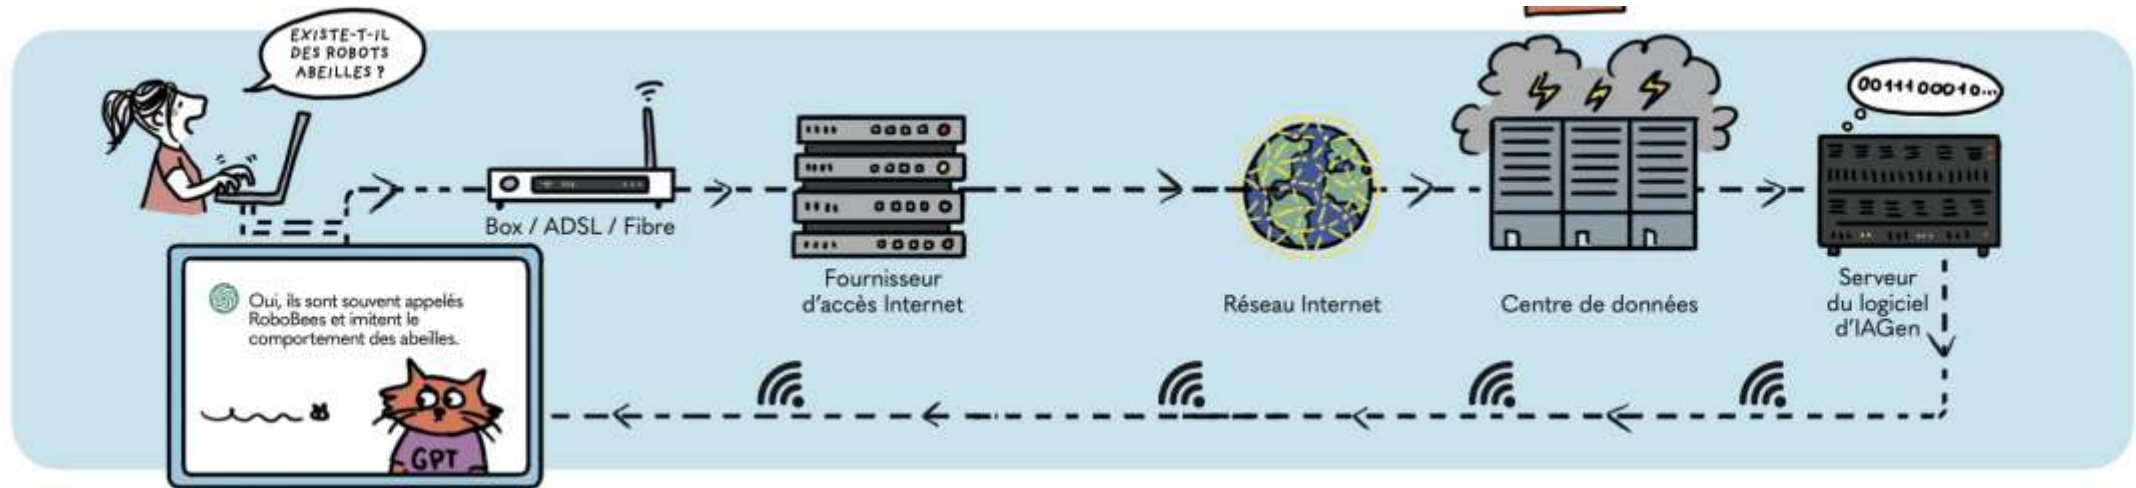 EXISTE-T-IL
DES ROBOTS
ABEILLES ?
Box / ADSL / Fibre
Fournisseur
d'accès Internet
Réseau Internet
Centre de données
001110010...
Serveur
du logiciel
d'IAGen
Oui, ils sont souvent appelés
RoboBees et imitent le
comportement des abeilles.
GPT